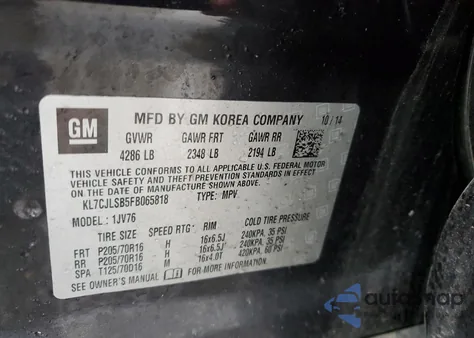 GM
MFD BY GM KOREA COMPANY 10/14
GVWR GAWR FRT GAWR RR
4286 LB 2348 LB 2194 LB
THIS VEHICLE CONFORMS TO ALL APPLICABLE U.S. FEDERAL MOTOR
VEHICLE SAFETY, BUMPER, AND THEFT PREVENTION STANDARDS IN
EFFECT ON THE DATE OF MANUFACTURE SHOWN ABOVE.
KL7CJLSB5FB065818 TYPE: MPV
MODEL: 1JV76
TIRE SIZE SPEED RTG RIM COLD TIRE PRESSURE
FRT P205/70R16 H 16x6.5J 240KPA, 35 PSI
RR P205/70R16 H 16x6.5J 240KPA, 35 PSI
SPA T125/70D16 M 16x4.0T 420KPA, 60 PSI
SEE OWNER'S MANUAL FOR MORE INFORMATION
autoimap